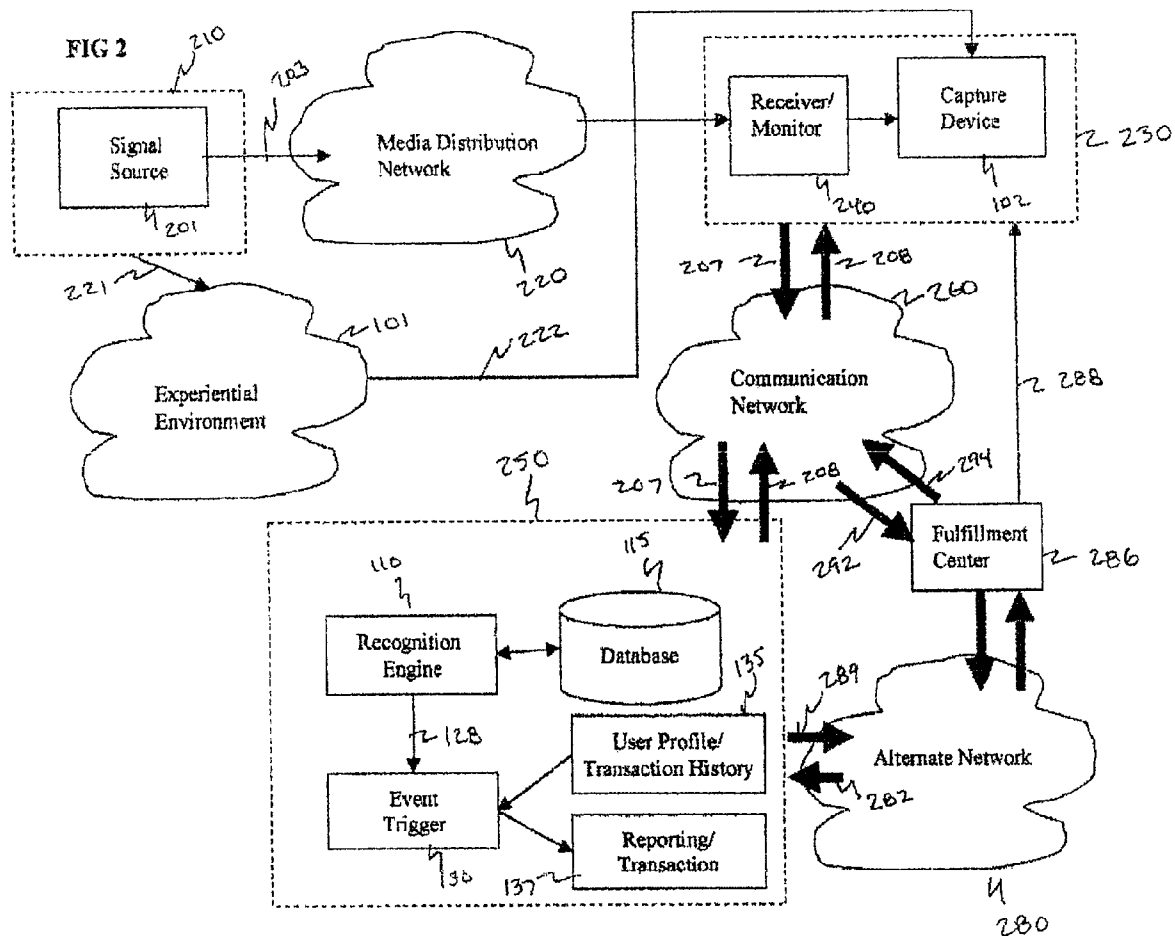 FIG 2
210
203
Signal
Source
201
Media Distribution
Network
220
Receiver/
Monitor
240
Capture
Device
102
230
221
101
Experiential
Environment
222
207
208
260
Communication
Network
288
250
207
208
294
292
Fulfillment
Center
286
110
Recognition
Engine
115
Database
128
135
User Profile/
Transaction History
289
Alternate Network
282
Event
Trigger
130
Reporting/
Transaction
137
280